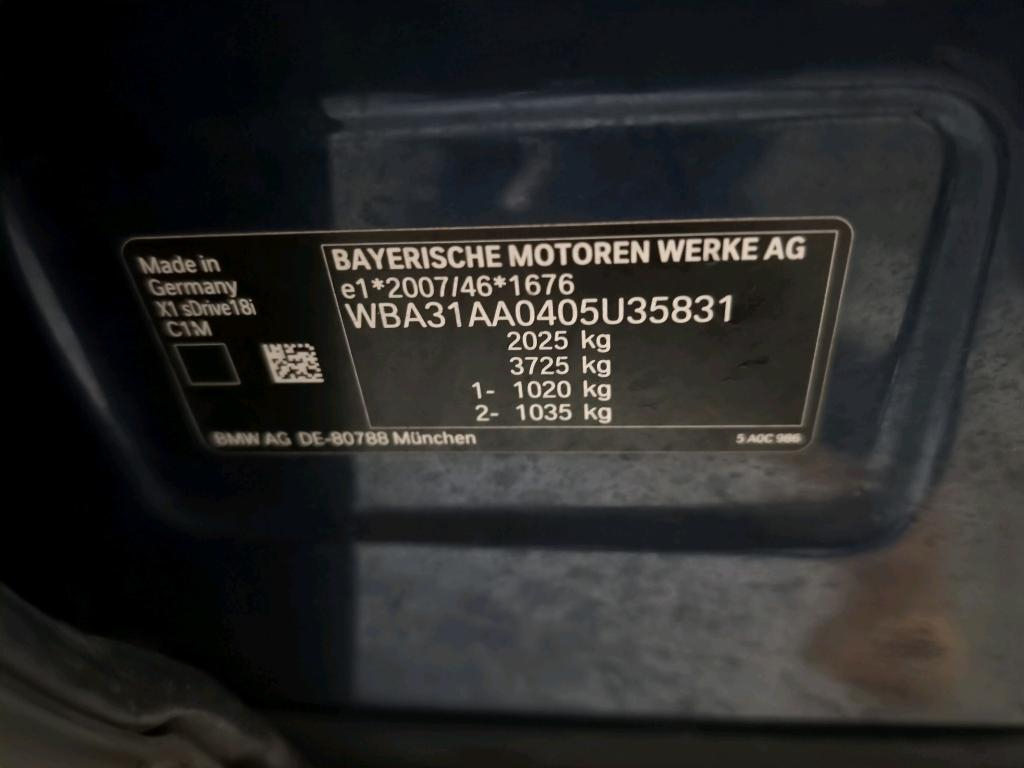 Made in
Germany
X1 sDrive18i
C1M
BAYERISCHE MOTOREN WERKE AG
e1*2007/46*1676
WBA31AA0405U35831
2025 kg
3725 kg
1- 1020 kg
2- 1035 kg
BMW AG DE-80788 München
5 A0C 986